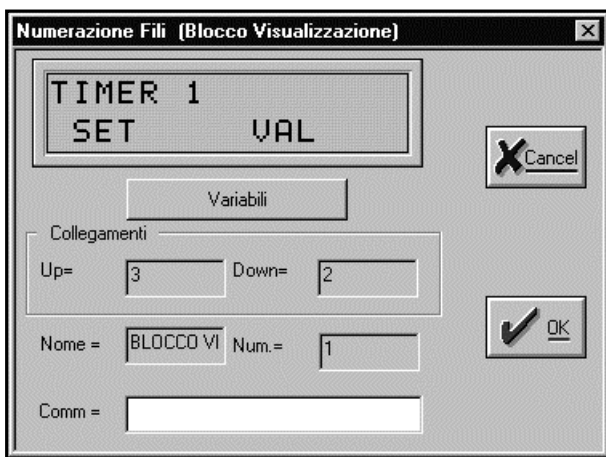 Numerazione Fili (Blocco Visualizzazione)
TIMER 1
SET VAL
Cancel
Variabili
Collegamenti
Up= 3 Down= 2
Nome = BLOCCO VI Num.= 1
OK
Comm =